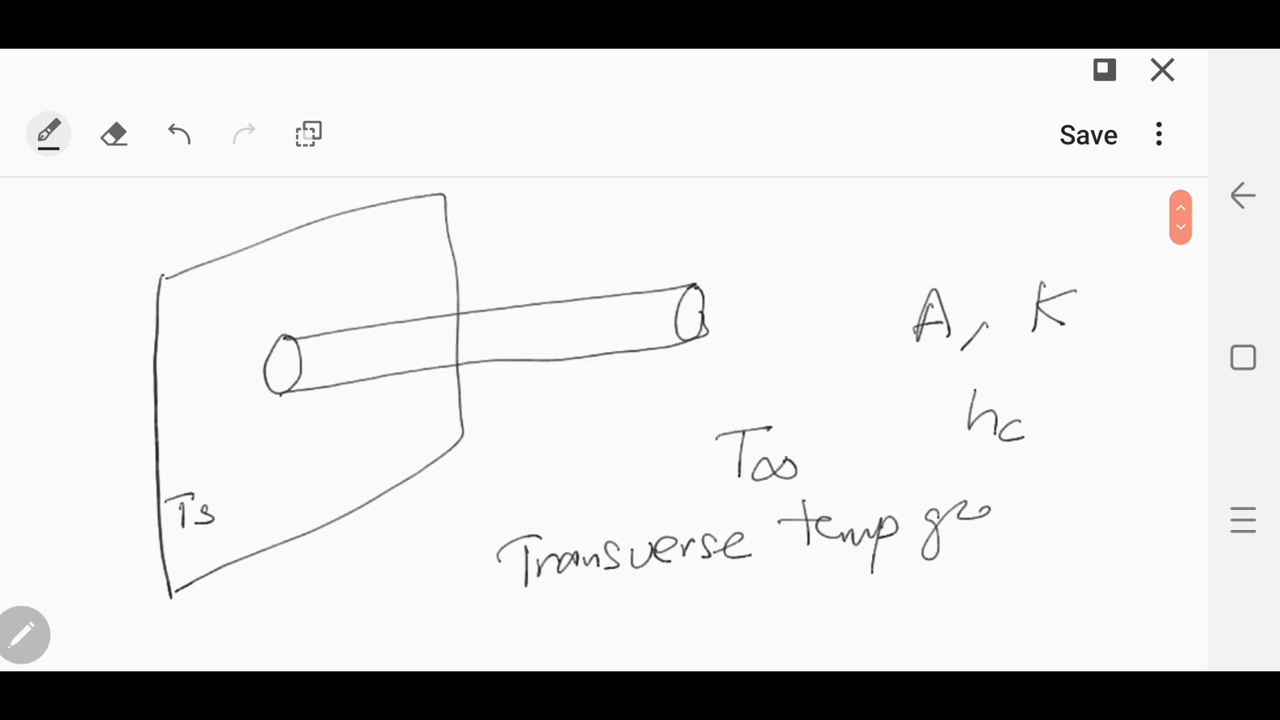 Save
A, K
hc
T∞
Ts
Transverse temp